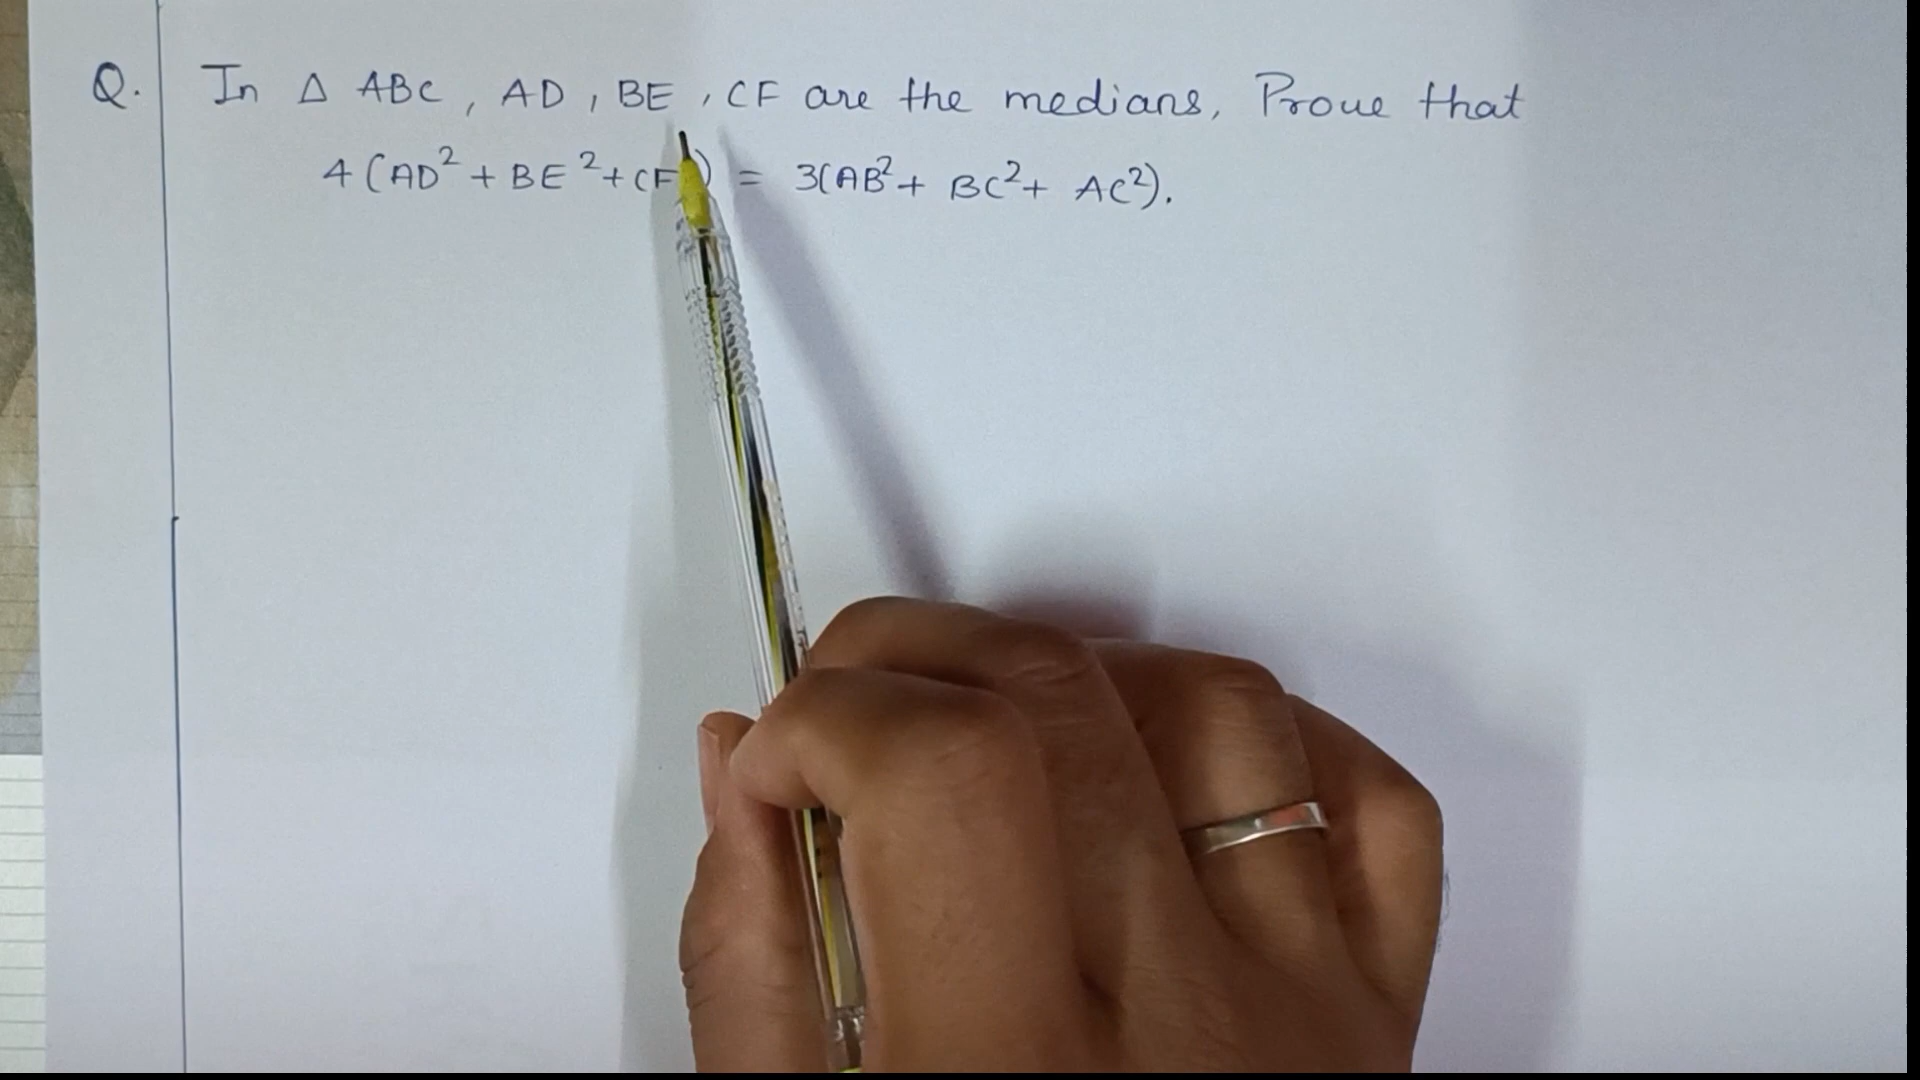 Q. In Δ ABC, AD, BE, CF are the medians, Prove that
4(AD²+BE²+CF ) = 3(AB²+ BC²+ AC²).